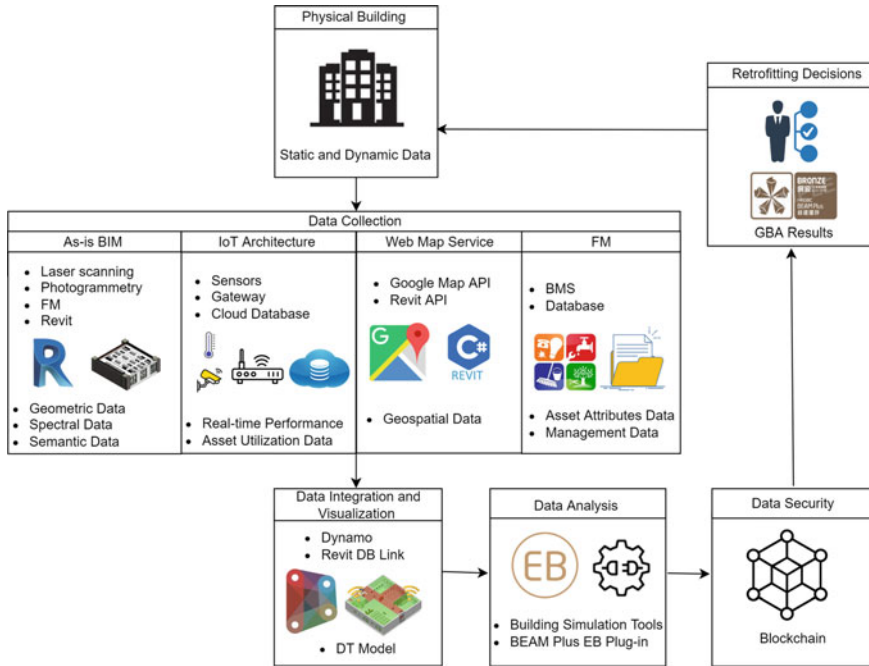 Physical Building
Static and Dynamic Data
Retrofitting Decisions
BRONZE
BEAM Plus
GBA Results
Data Collection
As-is BIM
Laser scanning
Photogrammetry
FM
Revit
R
Geometric Data
Spectral Data
Semantic Data
IoT Architecture
Sensors
Gateway
Cloud Database
Real-time Performance
Asset Utilization Data
Web Map Service
Google Map API
Revit API
G
C#
REVIT
Geospatial Data
FM
BMS
Database
Asset Attributes Data
Management Data
Data Integration and
Visualization
Dynamo
Revit DB Link
DT Model
Data Analysis
EB
Building Simulation Tools
BEAM Plus EB Plug-in
Data Security
Blockchain